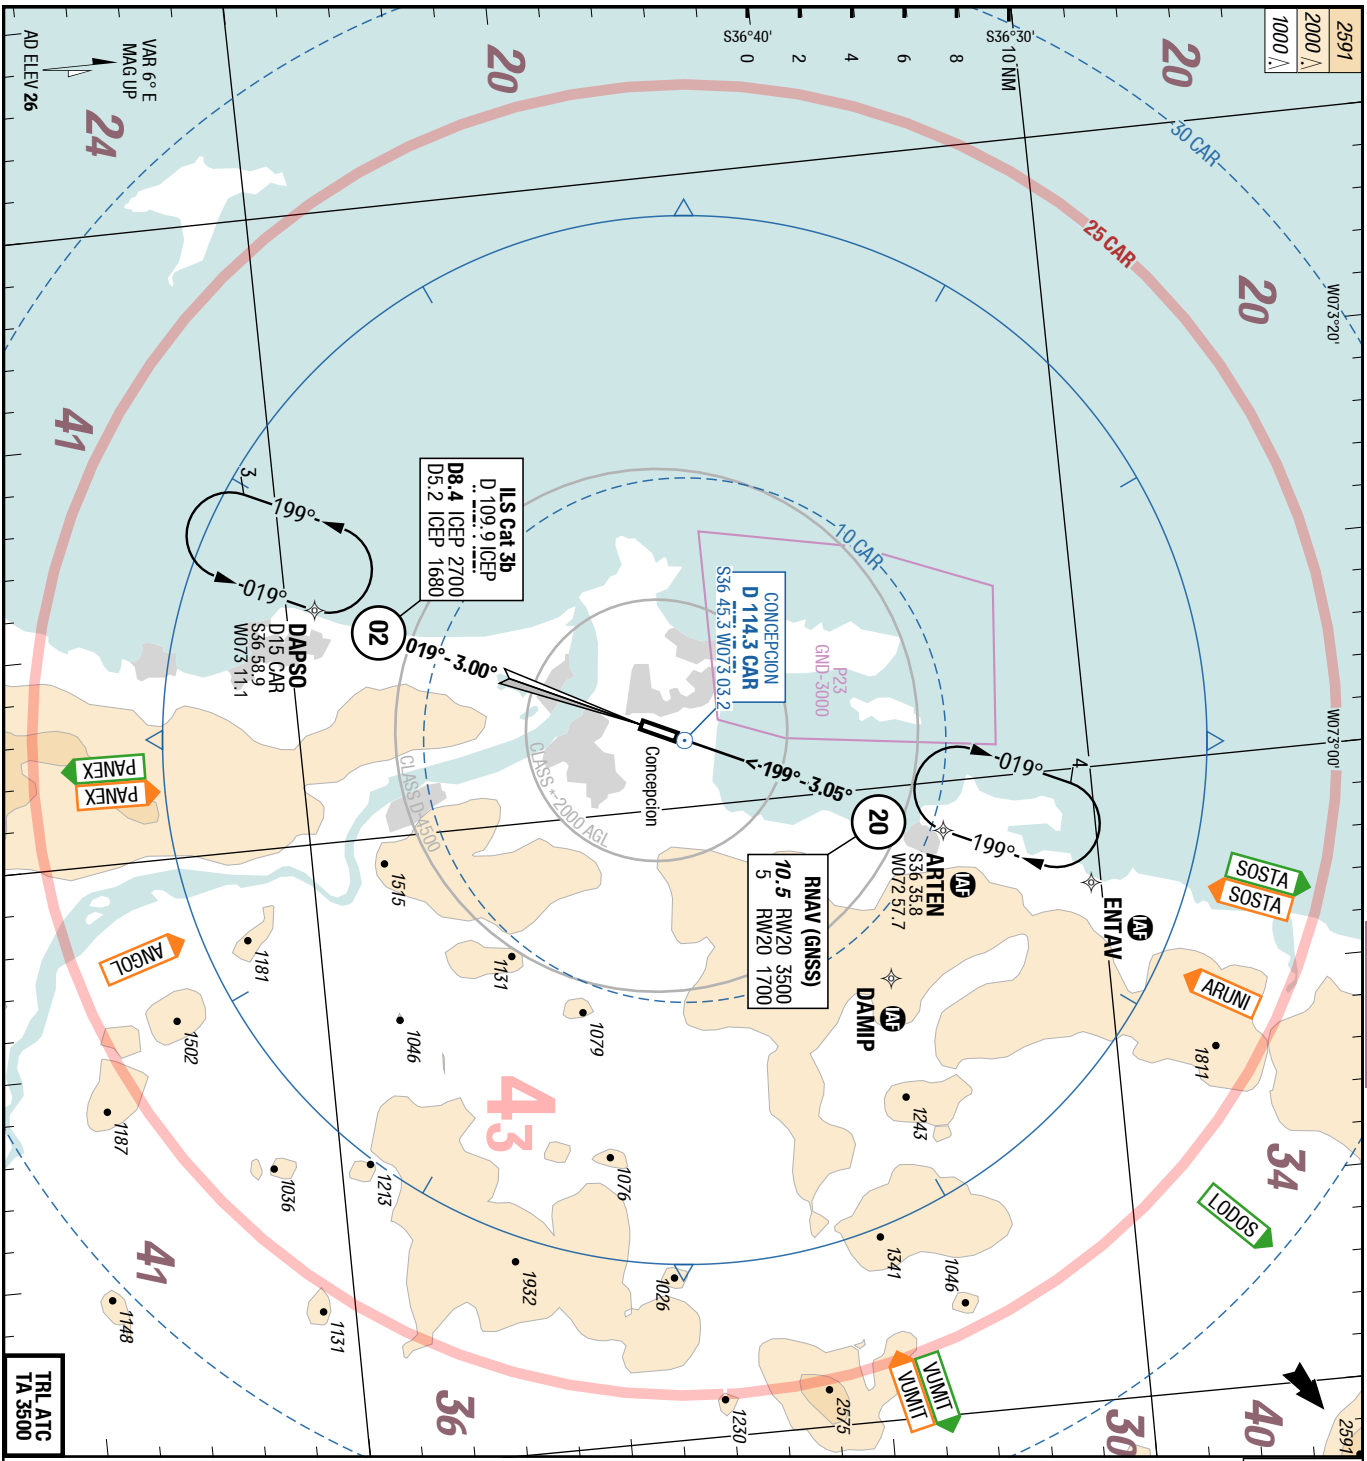 2591
2000
1000
20
20
20
24
VAR 6° E
MAG UP
AD ELEV 26
S36°40'
S36°30'
0
2
4
6
8
10 NM
30 CAR
25 CAR
W073°20'
41
3
199°
019°
DAPSO
D15 CAR
S36 58.9
W073 11.1
ILS Cat 3b
D 109.9 ICEP
D8.4 ICEP 2700
D5.2 ICEP 1680
02
019° - 3.00°
10 CAR
CONCEPCION
D 114.3 CAR
S36 45.3 W073 03.2
P23
GND-3000
W073°00'
4
019°
199°
<-199° - 3.05°
20
Concepcion
CLASS *-2000 AGL
CLASS D-4500
RNAV (GNSS)
10.5 RW20 3500
5 RW20 1700
IAF
ARTEN
S36 35.8
W072 57.7
IAF
ENTAV
IAF
DAMIP
SOSTA
SOSTA
ARUNI
PANEX
PANEX
ANGOL
LODOS
VUMIT
VUMIT
1515
1181
1131
1502
1046
1079
1811
1187
1243
43
34
1036
1213
1076
1341
1046
41
1932
1026
1148
1131
2575
1230
36
30
40
2591
TRL ATC
TA 3500